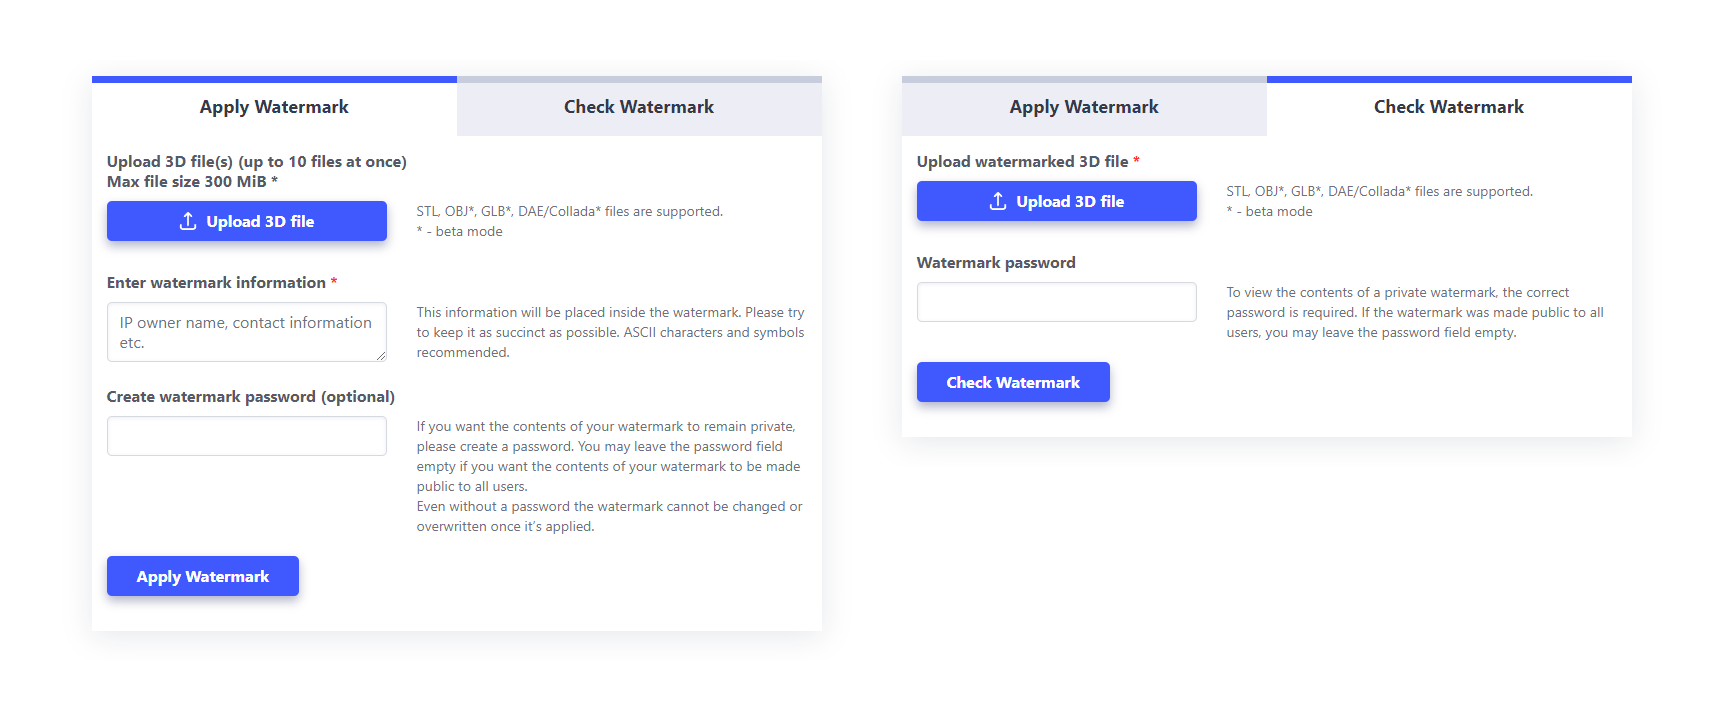 Apply Watermark
Check Watermark
Upload 3D file(s) (up to 10 files at once)
Max file size 300 MiB *
Upload 3D file
STL, OBJ*, GLB*, DAE/Collada* files are supported.
* - beta mode
Enter watermark information *
IP owner name, contact information
etc.
This information will be placed inside the watermark. Please try
to keep it as succinct as possible. ASCII characters and symbols
recommended.
Create watermark password (optional)
If you want the contents of your watermark to remain private,
please create a password. You may leave the password field
empty if you want the contents of your watermark to be made
public to all users.
Even without a password the watermark cannot be changed or
overwritten once it’s applied.
Apply Watermark
Apply Watermark
Check Watermark
Upload watermarked 3D file *
Upload 3D file
STL, OBJ*, GLB*, DAE/Collada* files are supported.
* - beta mode
Watermark password
To view the contents of a private watermark, the correct
password is required. If the watermark was made public to all
users, you may leave the password field empty.
Check Watermark